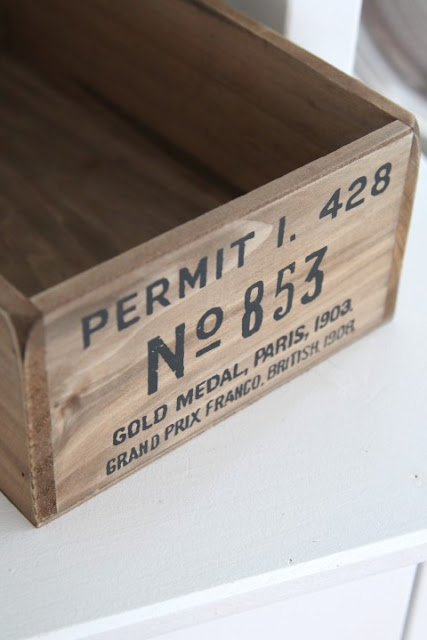 PERMIT I. 428
No 853
GOLD MEDAL, PARIS, 1903.
GRAND PRIX FRANCO, BRITISH, 1908.